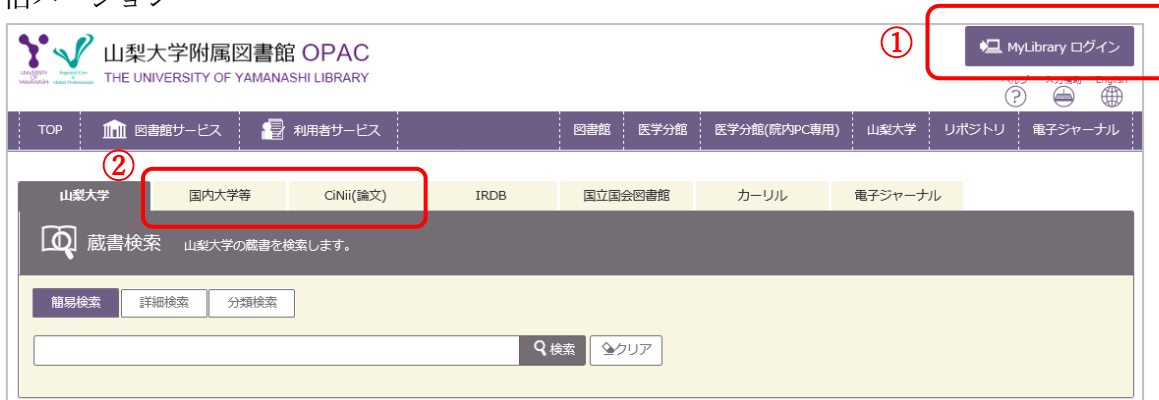 旧バージョン
山梨大学附属図書館 OPAC
THE UNIVERSITY OF YAMANASHI LIBRARY
①
MyLibrary ログイン
ヘルプ 入力補助 English
TOP 図書館サービス 利用者サービス 図書館 医学分館 医学分館(院内PC専用) 山梨大学 リポジトリ 電子ジャーナル
②
山梨大学 国内大学等 CiNii(論文) IRDB 国立国会図書館 カーリル 電子ジャーナル
蔵書検索 山梨大学の蔵書を検索します。
簡易検索 詳細検索 分類検索
検索 クリア